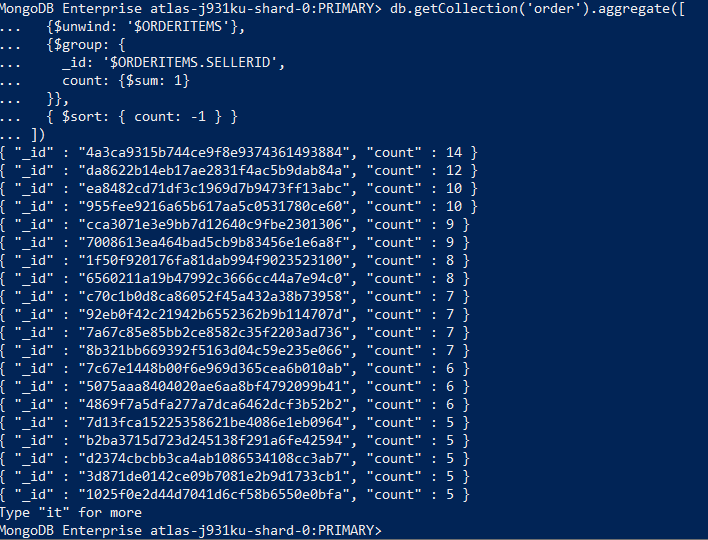 MongoDB Enterprise atlas-j931ku-shard-0:PRIMARY> db.getCollection('order').aggregate([
...   {$unwind: '$ORDERITEMS'},
...   {$group: {
...     _id: '$ORDERITEMS.SELLERID',
...     count: {$sum: 1}
...   }},
...   { $sort: { count: -1 } }
... ])
{ "_id" : "4a3ca9315b744ce9f8e9374361493884", "count" : 14 }
{ "_id" : "da8622b14eb17ae2831f4ac5b9dab84a", "count" : 12 }
{ "_id" : "ea8482cd71df3c1969d7b9473ff13abc", "count" : 10 }
{ "_id" : "955fee9216a65b617aa5c0531780ce60", "count" : 10 }
{ "_id" : "cca3071e3e9bb7d12640c9fbe2301306", "count" : 9 }
{ "_id" : "7008613ea464bad5cb9b83456e1e6a8f", "count" : 9 }
{ "_id" : "1f50f920176fa81dab994f9023523100", "count" : 8 }
{ "_id" : "6560211a19b47992c3666cc44a7e94c0", "count" : 8 }
{ "_id" : "c70c1b0d8ca86052f45a432a38b73958", "count" : 7 }
{ "_id" : "92eb0f42c21942b6552362b9b114707d", "count" : 7 }
{ "_id" : "7a67c85e85bb2ce8582c35f2203ad736", "count" : 7 }
{ "_id" : "8b321bb669392f5163d04c59e235e066", "count" : 7 }
{ "_id" : "7c67e1448b00f6e969d365cea6b010ab", "count" : 6 }
{ "_id" : "5075aaa8404020ae6aa8bf4792099b41", "count" : 6 }
{ "_id" : "4869f7a5dfa277a7dca6462dcf3b52b2", "count" : 6 }
{ "_id" : "7d13fca15225358621be4086e1eb0964", "count" : 5 }
{ "_id" : "b2ba3715d723d245138f291a6fe42594", "count" : 5 }
{ "_id" : "d2374cbcbb3ca4ab1086534108cc3ab7", "count" : 5 }
{ "_id" : "3d871de0142ce09b7081e2b9d1733cb1", "count" : 5 }
{ "_id" : "1025f0e2d44d7041d6cf58b6550e0bfa", "count" : 5 }
Type "it" for more
MongoDB Enterprise atlas-j931ku-shard-0:PRIMARY>